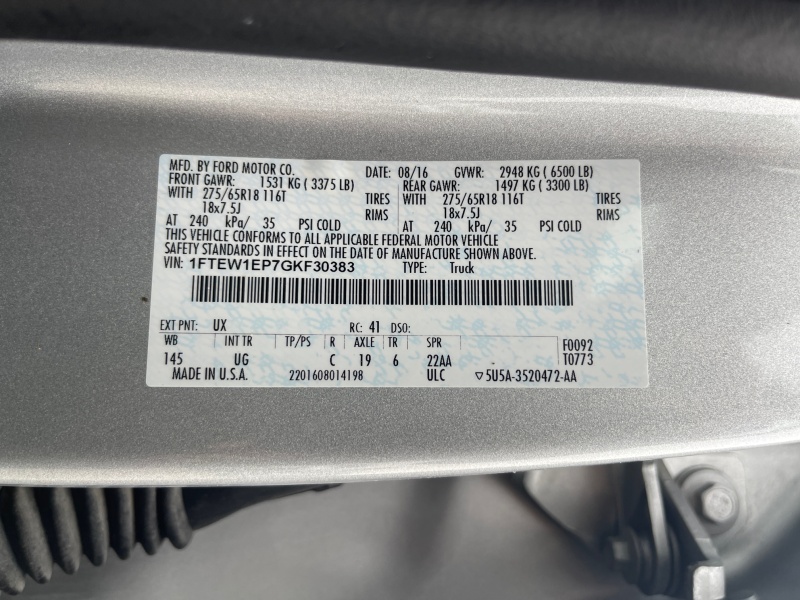 MFD. BY FORD MOTOR CO. DATE: 08/16 GVWR: 2948 KG ( 6500 LB)
FRONT GAWR: 1531 KG ( 3375 LB) REAR GAWR: 1497 KG ( 3300 LB)
WITH 275/65R18 116T TIRES WITH 275/65R18 116T TIRES
18x7.5J RIMS 18x7.5J RIMS
AT 240 kPa/ 35 PSI COLD AT 240 kPa/ 35 PSI COLD
THIS VEHICLE CONFORMS TO ALL APPLICABLE FEDERAL MOTOR VEHICLE
SAFETY STANDARDS IN EFFECT ON THE DATE OF MANUFACTURE SHOWN ABOVE.
VIN: 1FTEW1EP7GKF30383 TYPE: Truck
EXT PNT: UX RC: 41 DSO:
WB INT TR TP/PS R AXLE TR SPR F0092
145 UG C 19 6 22AA T0773
MADE IN U.S.A. 2201608014198 ULC ▽5U5A-3520472-AA